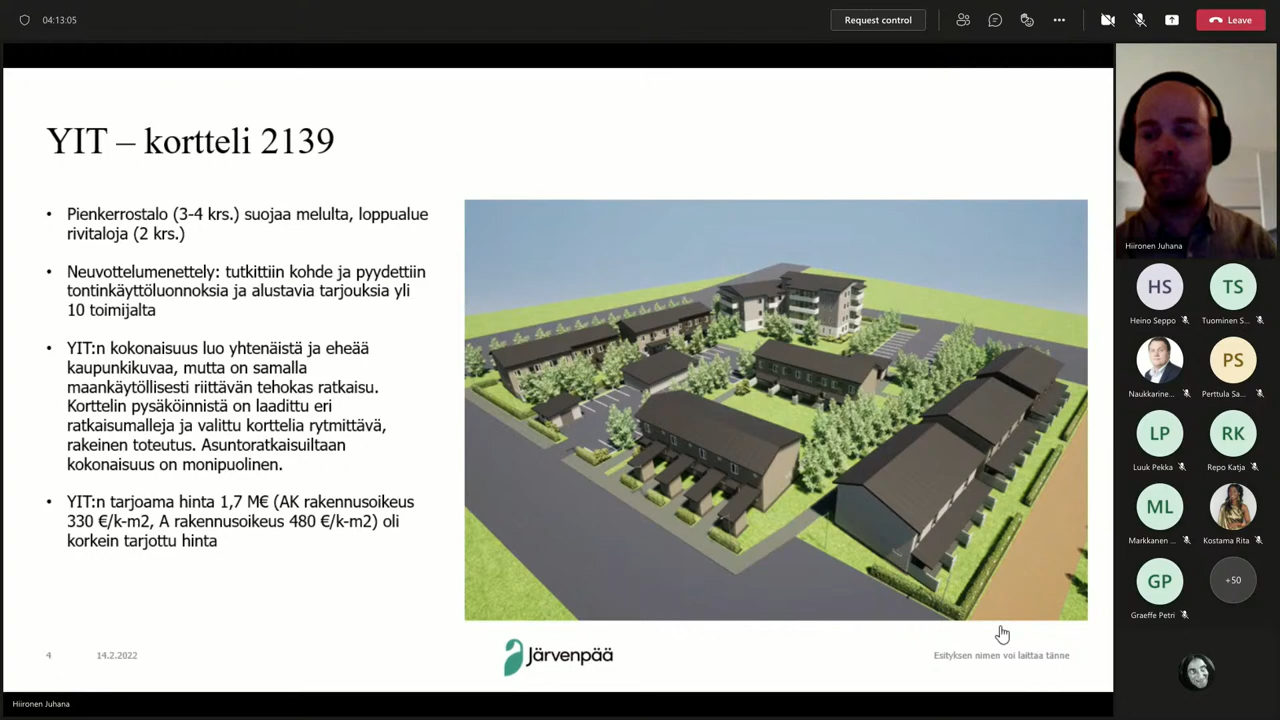 04:13:05
Request control
Leave
YIT – kortteli 2139
• Pienkerrostalo (3-4 krs.) suojaa melulta, loppualue
rivitaloja (2 krs.)
• Neuvottelumenettely: tutkittiin kohde ja pyydettiin
tontinkäyttöluonnoksia ja alustavia tarjouksia yli
10 toimijalta
• YIT:n kokonaisuus luo yhtenäistä ja eheää
kaupunkikuvaa, mutta on samalla
maankäytöllisesti riittävän tehokas ratkaisu.
Korttelin pysäköinnistä on laadittu eri
ratkaisumalleja ja valittu korttelia rytmittävä,
rakeinen toteutus. Asuntoratkaisuiltaan
kokonaisuus on monipuolinen.
• YIT:n tarjoama hinta 1,7 M€ (AK rakennusoikeus
330 €/k-m2, A rakennusoikeus 480 €/k-m2) oli
korkein tarjottu hinta
4
14.2.2022
Järvenpää
Esityksen nimen voi laittaa tänne
Hiironen Juhana
Hiironen Juhana
HS
TS
Heino Seppo
Tuominen S...
PS
Naukkarine...
Perttula Sa...
LP
RK
Luuk Pekka
Repo Katja
ML
Markkanen ...
Kostama Rita
GP
+50
Graeffe Petri